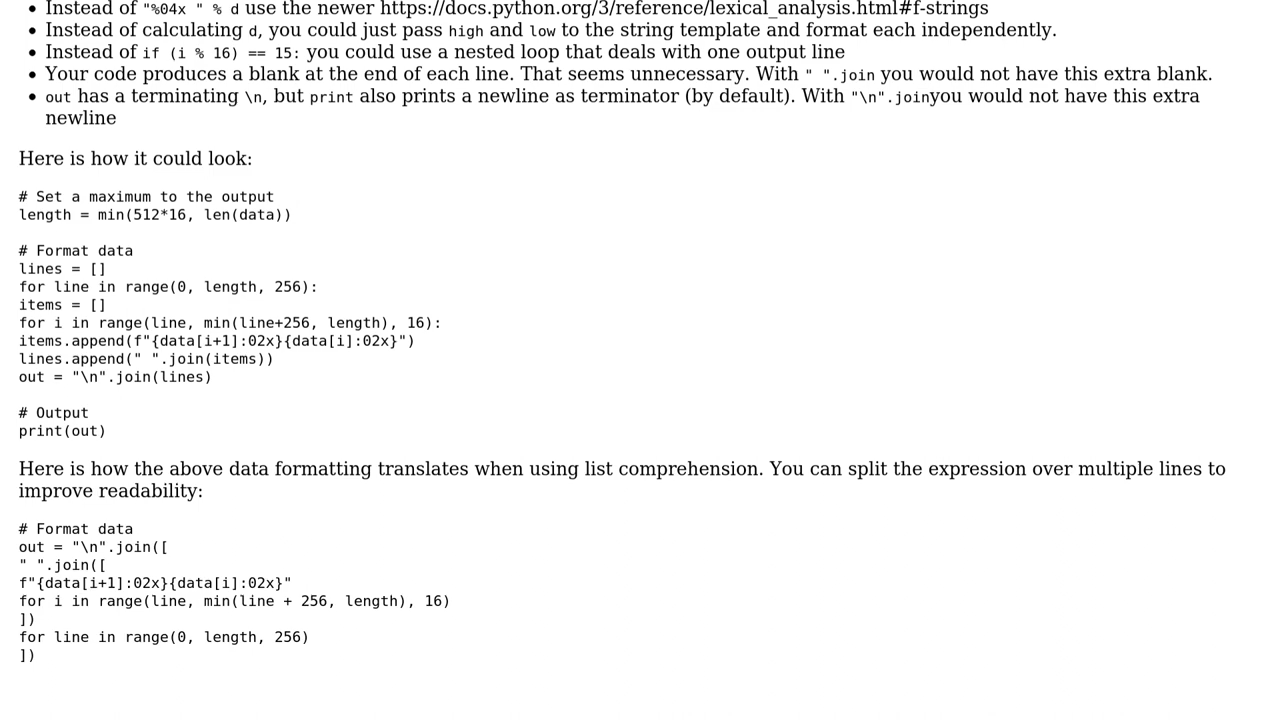 • Instead of "%04x " % d use the newer https://docs.python.org/3/reference/lexical_analysis.html#f-strings
• Instead of calculating d, you could just pass high and low to the string template and format each independently.
• Instead of if (i % 16) == 15: you could use a nested loop that deals with one output line
• Your code produces a blank at the end of each line. That seems unnecessary. With " ".join you would not have this extra blank.
• out has a terminating \n, but print also prints a newline as terminator (by default). With "\n".joinyou would not have this extra
newline
Here is how it could look:
# Set a maximum to the output
length = min(512*16, len(data))
# Format data
lines = []
for line in range(0, length, 256):
items = []
for i in range(line, min(line+256, length), 16):
items.append(f"{data[i+1]:02x}{data[i]:02x}")
lines.append(" ".join(items))
out = "\n".join(lines)
# Output
print(out)
Here is how the above data formatting translates when using list comprehension. You can split the expression over multiple lines to
improve readability:
# Format data
out = "\n".join([
" ".join([
f"{data[i+1]:02x}{data[i]:02x}"
for i in range(line, min(line + 256, length), 16)
])
for line in range(0, length, 256)
])